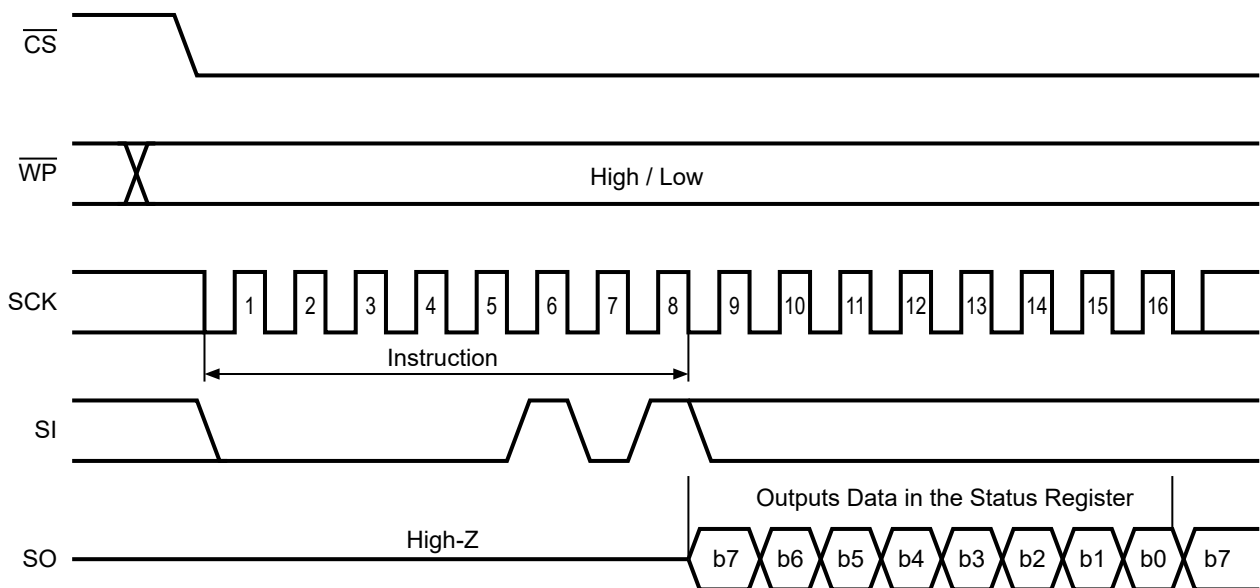 CS
WP
High / Low
SCK
1 2 3 4 5 6 7 8 9 10 11 12 13 14 15 16
Instruction
SI
Outputs Data in the Status Register
High-Z
SO
b7 b6 b5 b4 b3 b2 b1 b0 b7